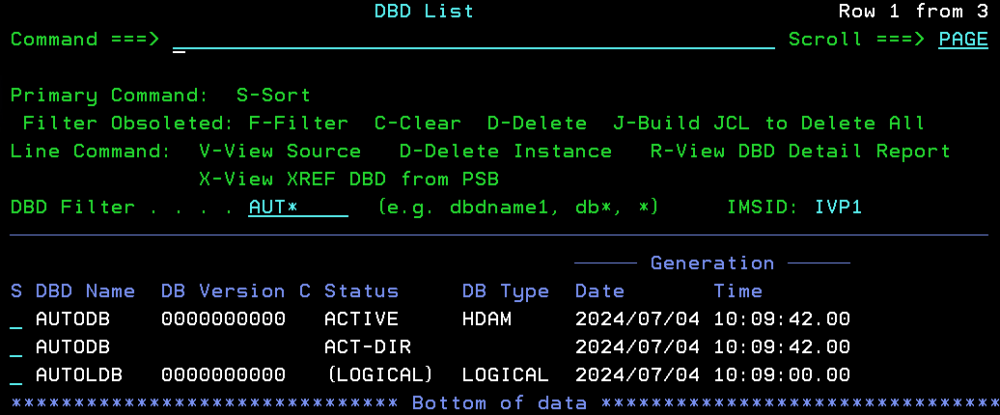 DBD List Row 1 from 3
Command ===> Scroll ===> PAGE
Primary Command: S-Sort
Filter Obsoleted: F-Filter C-Clear D-Delete J-Build JCL to Delete All
Line Command: V-View Source D-Delete Instance R-View DBD Detail Report
X-View XREF DBD from PSB
DBD Filter . . . . AUT* (e.g. dbdname1, db*, *) IMSID: IVP1
Generation
S DBD Name DB Version C Status DB Type Date Time
_ AUTODB 0000000000 ACTIVE HDAM 2024/07/04 10:09:42.00
_ AUTODB ACT-DIR 2024/07/04 10:09:42.00
_ AUTOLDB 0000000000 (LOGICAL) LOGICAL 2024/07/04 10:09:00.00
******************************* Bottom of data ********************************